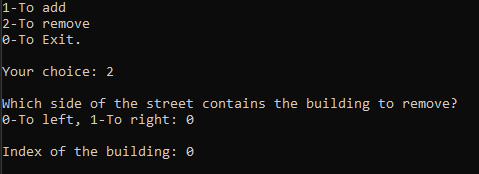 1-To add
2-To remove
0-To Exit.
Your choice: 2
Which side of the street contains the building to remove?
0-To left, 1-To right: 0
Index of the building: 0